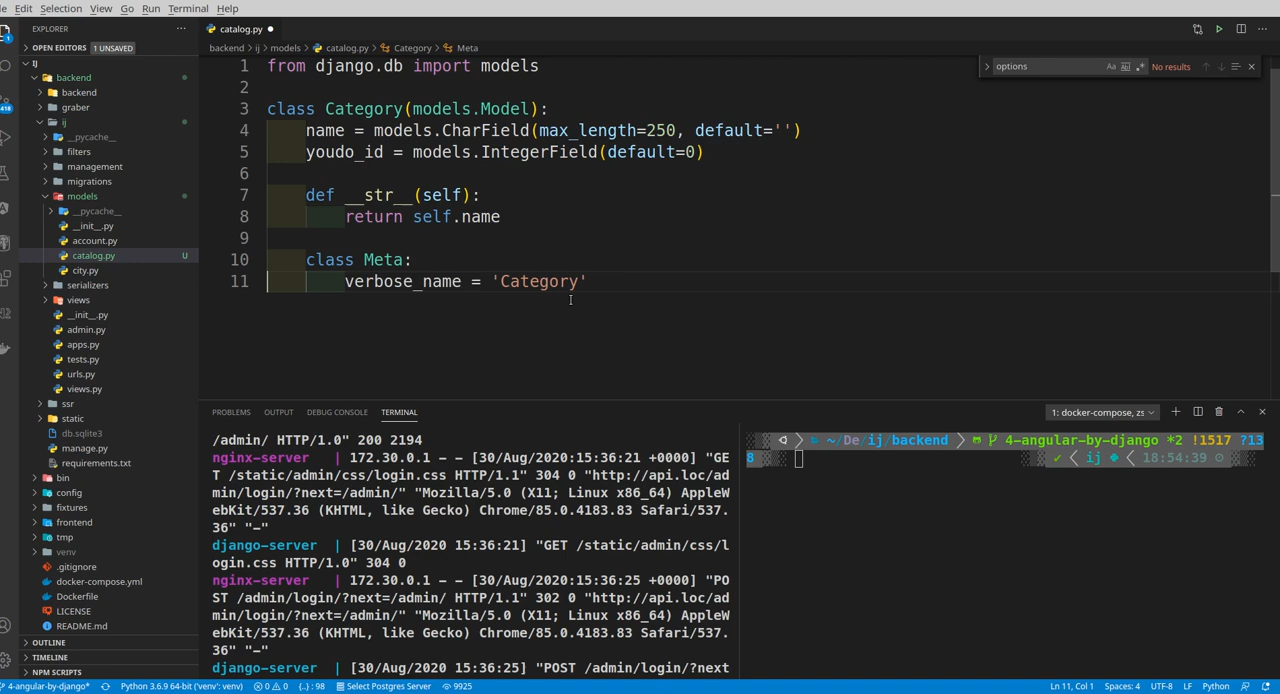 le Edit Selection View Go Run Terminal Help
EXPLORER
OPEN EDITORS 1 UNSAVED
IJ
backend
backend
graber
ij
__pycache__
filters
management
migrations
models
__pycache__
__init__.py
account.py
catalog.py U
city.py
serializers
views
__init__.py
admin.py
apps.py
tests.py
urls.py
views.py
ssr
static
db.sqlite3
manage.py
requirements.txt
bin
config
fixtures
frontend
tmp
venv
.gitignore
docker-compose.yml
Dockerfile
LICENSE
README.md
OUTLINE
TIMELINE
NPM SCRIPTS
1
418
catalog.py
backend > ij > models > catalog.py > Category > Meta
options Aa Abl .* No results
1 from django.db import models
2
3 class Category(models.Model):
4 name = models.CharField(max_length=250, default='')
5 youdo_id = models.IntegerField(default=0)
6
7 def __str__(self):
8 return self.name
9
10 class Meta:
11 verbose_name = 'Category'
PROBLEMS OUTPUT DEBUG CONSOLE TERMINAL 1: docker-compose, zs
/admin/ HTTP/1.0" 200 2194
nginx-server | 172.30.0.1 - - [30/Aug/2020:15:36:21 +0000] "GE
T /static/admin/css/login.css HTTP/1.1" 304 0 "http://api.loc/ad
min/login/?next=/admin/" "Mozilla/5.0 (X11; Linux x86_64) AppleW
ebKit/537.36 (KHTML, like Gecko) Chrome/85.0.4183.83 Safari/537.
36" "-"
django-server | [30/Aug/2020 15:36:21] "GET /static/admin/css/l
ogin.css HTTP/1.0" 304 0
nginx-server | 172.30.0.1 - - [30/Aug/2020:15:36:25 +0000] "PO
ST /admin/login/?next=/admin/ HTTP/1.1" 302 0 "http://api.loc/ad
min/login/?next=/admin/" "Mozilla/5.0 (X11; Linux x86_64) AppleW
ebKit/537.36 (KHTML, like Gecko) Chrome/85.0.4183.83 Safari/537.
36" "-"
django-server | [30/Aug/2020 15:36:25] "POST /admin/login/?next
~/De/ij/backend 4-angular-by-django *2 !1517 ?13
8 ✓ ij 18:54:39
4-angular-by-django* Python 3.6.9 64-bit ('venv': venv) 0 0 {..} : 98 Select Postgres Server 9925 Ln 11, Col 1 Spaces: 4 UTF-8 LF Python